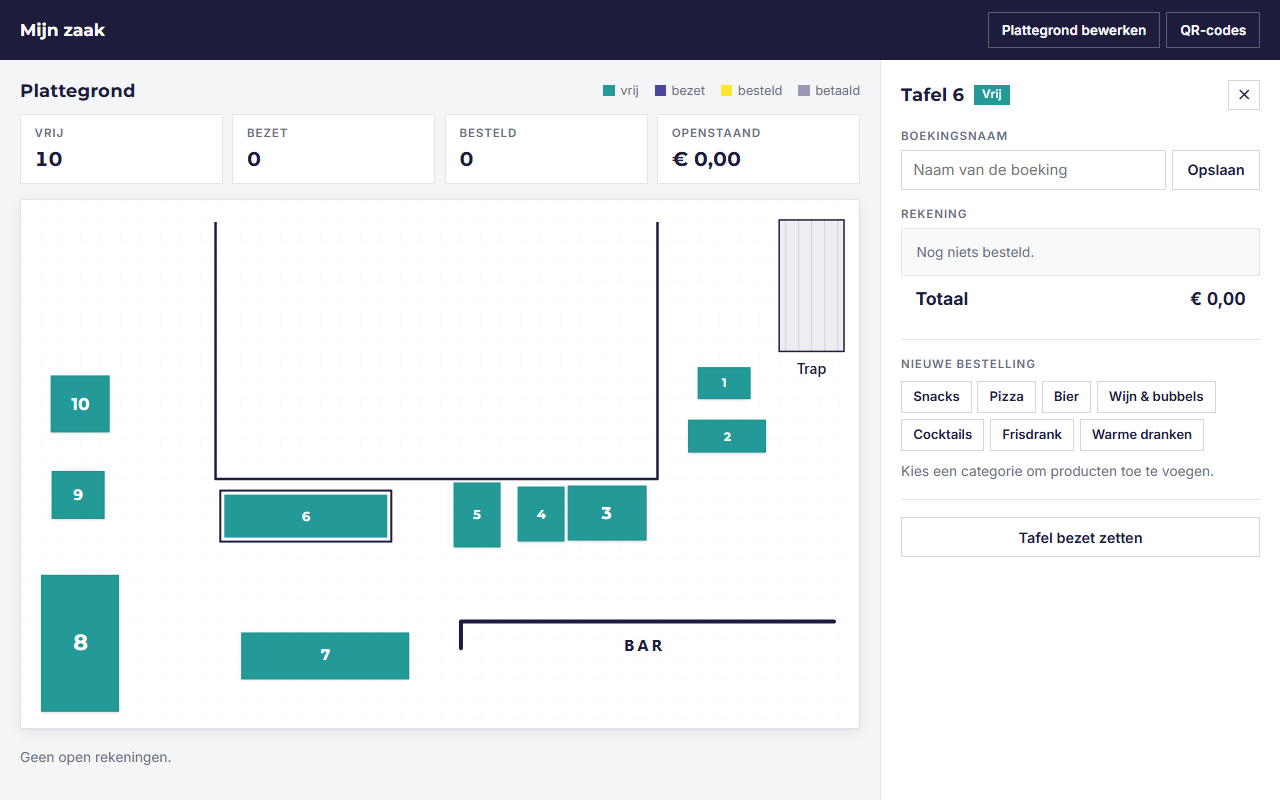 Mijn zaak
Plattegrond bewerken
QR-codes
Plattegrond
vrij
bezet
besteld
betaald
VRIJ
10
BEZET
0
BESTELD
0
OPENSTAAND
€ 0,00
Trap
1
2
10
9
6
5
4
3
8
7
BAR
Geen open rekeningen.
Tafel 6
Vrij
BOEKINGSNAAM
Naam van de boeking
Opslaan
REKENING
Nog niets besteld.
Totaal € 0,00
NIEUWE BESTELLING
Snacks
Pizza
Bier
Wijn & bubbels
Cocktails
Frisdrank
Warme dranken
Kies een categorie om producten toe te voegen.
Tafel bezet zetten